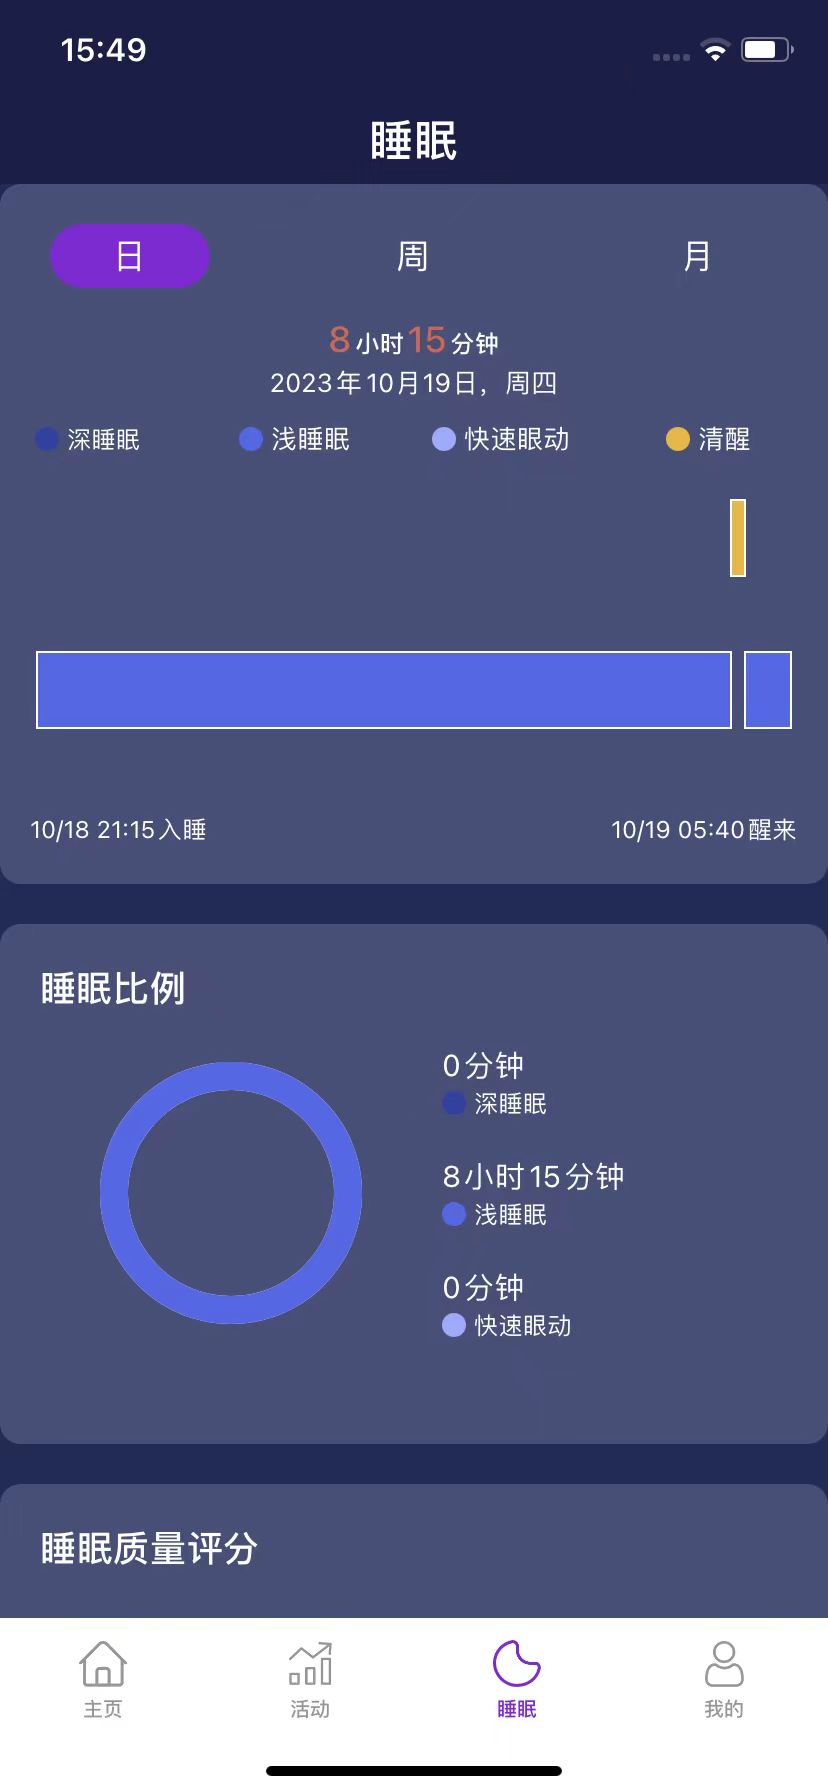 15:49
睡眠
日 周 月
8小时15分钟
2023年10月19日，周四
深睡眠 浅睡眠 快速眼动 清醒
10/18 21:15入睡 10/19 05:40醒来
睡眠比例
0分钟
深睡眠
8小时15分钟
浅睡眠
0分钟
快速眼动
睡眠质量评分
主页 活动 睡眠 我的